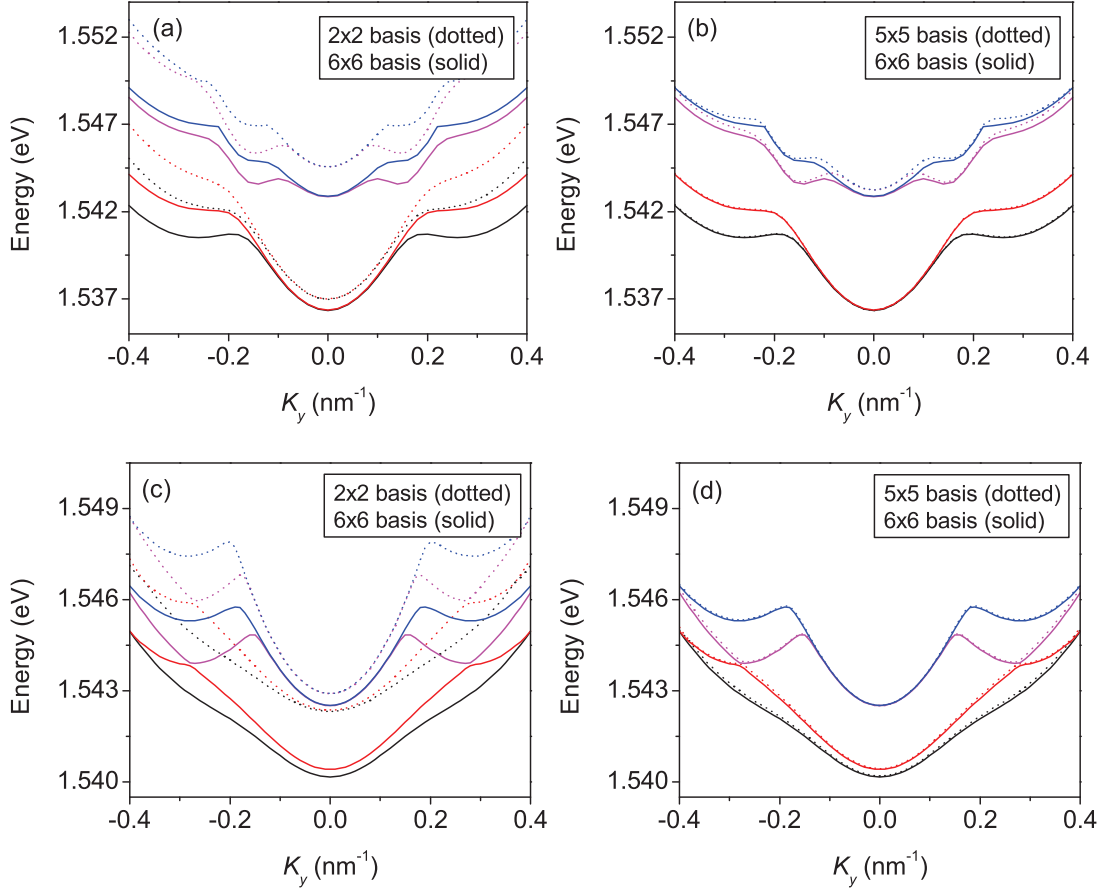 (a)
2x2 basis (dotted)
6x6 basis (solid)
1.552
1.547
1.542
1.537
Energy (eV)
-0.4 -0.2 0.0 0.2 0.4
K_y (nm⁻¹)
(b)
5x5 basis (dotted)
6x6 basis (solid)
1.552
1.547
1.542
1.537
Energy (eV)
-0.4 -0.2 0.0 0.2 0.4
K_y (nm⁻¹)
(c)
2x2 basis (dotted)
6x6 basis (solid)
1.549
1.546
1.543
1.540
Energy (eV)
-0.4 -0.2 0.0 0.2 0.4
K_y (nm⁻¹)
(d)
5x5 basis (dotted)
6x6 basis (solid)
1.549
1.546
1.543
1.540
Energy (eV)
-0.4 -0.2 0.0 0.2 0.4
K_y (nm⁻¹)